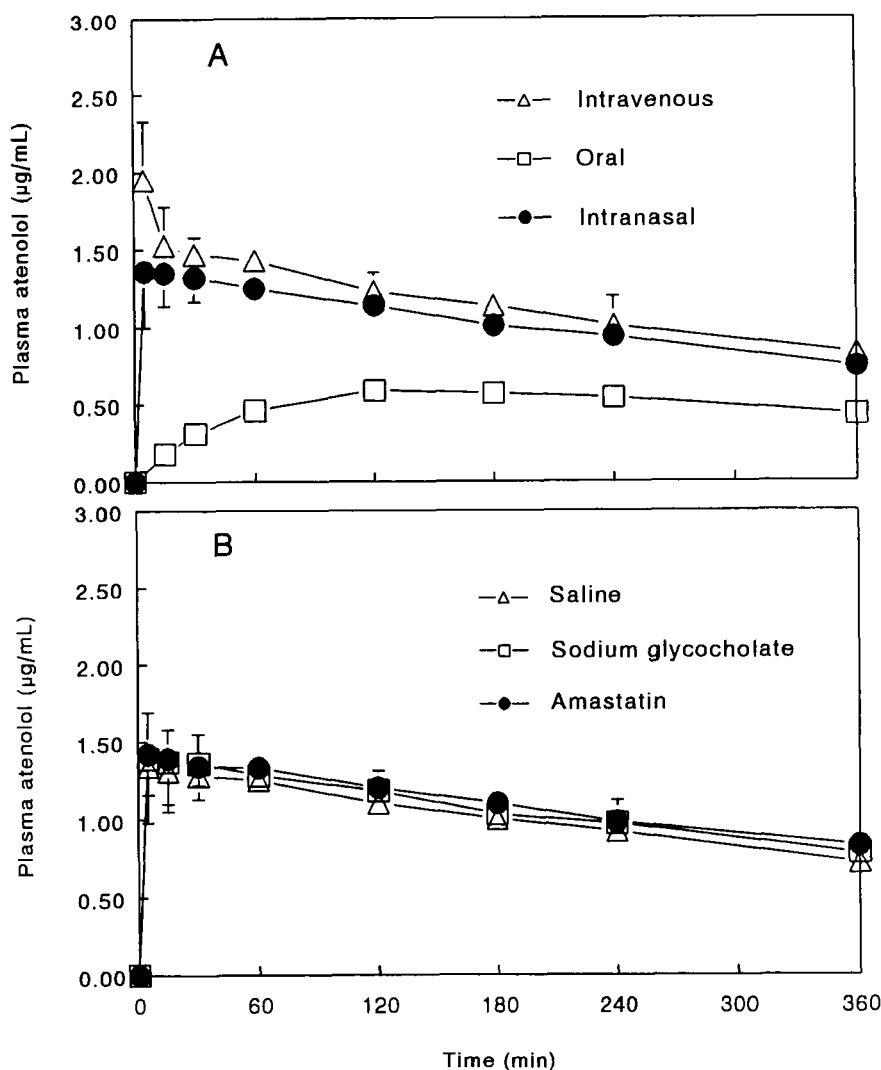 3.00
A
2.50
Intravenous
2.00
Oral
1.50
Intranasal
1.00
0.50
0.00
Plasma atenolol (µg/mL)
3.00
B
2.50
Saline
2.00
Sodium glycocholate
1.50
Amastatin
1.00
0.50
0.00
Plasma atenolol (µg/mL)
0 60 120 180 240 300 360
Time (min)